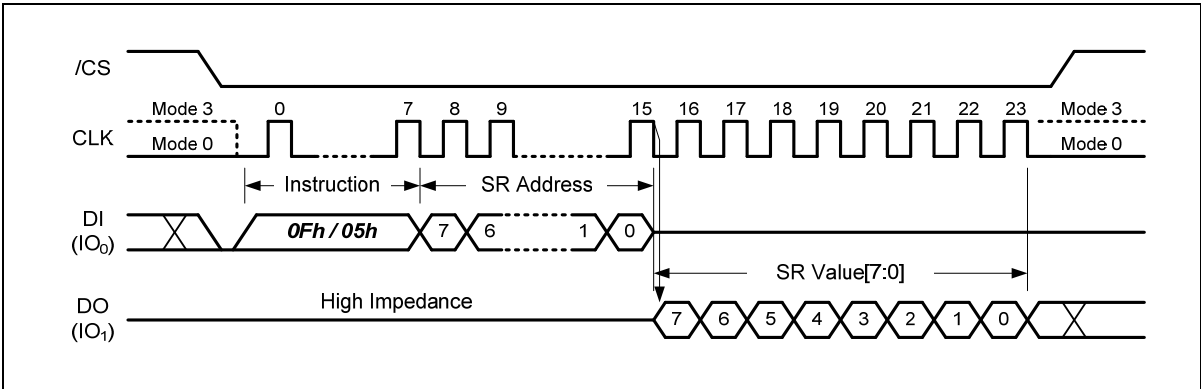 /CS
Mode 3 0 7 8 9 15 16 17 18 19 20 21 22 23 Mode 3
CLK
Mode 0 Mode 0
Instruction SR Address
DI
(IO0)
0Fh / 05h 7 6 1 0
SR Value[7:0]
High Impedance
DO
(IO1)
7 6 5 4 3 2 1 0